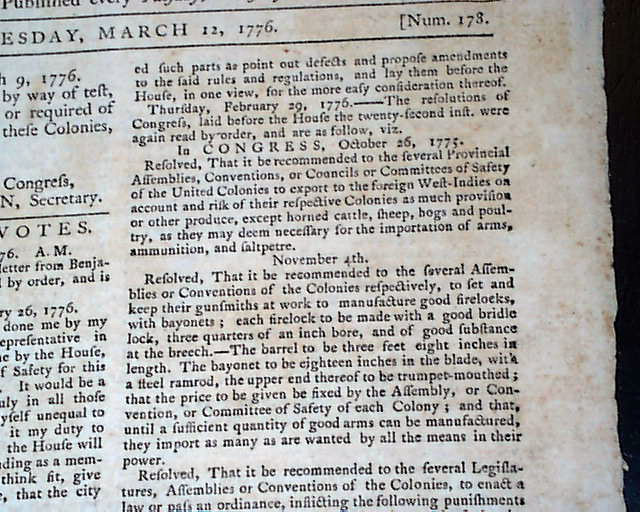 Published every
ESDAY, MARCH 12, 1776.
[Num. 178.
h 9, 1776.
by way of teſt,
or required of
theſe Colonies,
Congreſs,
N, Secretary.
VOTES.
76. A. M.
letter from Benja-
by order, and is
ry 26, 1776.
done me by my
epreſentative in
e by the Houſe,
f Safety for this
It would be a
uly in all thoſe
yſelf unequal to
it my duty to
the Houſe will
ding as a mem-
think fit, give
, that the city
ed ſuch parts as point out defects and propoſe amendments
to the ſaid rules and regulations, and lay them before the
Houſe, in one view, for the more eaſy conſideration thereof.
Thurſday, February 29, 1776.——The reſolutions of
Congreſs, laid before the Houſe the twenty-ſecond inſt. were
again read by order, and are as follow, viz.
In CONGRESS, October 26, 1775.
Reſolved, That it be recommended to the ſeveral Provincial
Aſſemblies, Conventions, or Councils or Committees of Safety
of the United Colonies to export to the foreign Weſt-Indies on
account and riſk of their reſpective Colonies as much proviſion
or other produce, except horned cattle, ſheep, hogs and poul-
try, as they may deem neceſſary for the importation of arms,
ammunition, and ſaltpetre.
November 4th.
Reſolved, That it be recommended to the ſeveral Aſſem-
blies or Conventions of the Colonies reſpectively, to ſet and
keep their gunſmiths at work to manufacture good firelocks,
with bayonets; each firelock to be made with a good bridle
lock, three quarters of an inch bore, and of good ſubſtance
at the breech.—The barrel to be three feet eight inches in
length. The bayonet to be eighteen inches in the blade, with
a ſteel ramrod, the upper end thereof to be trumpet-mouthed;
that the price to be given be fixed by the Aſſembly, or Con-
vention, or Committee of Safety of each Colony; and that,
until a ſufficient quantity of good arms can be manufactured,
they import as many as are wanted by all the means in their
power.
Reſolved, That it be recommended to the ſeveral Legiſla-
tures, Aſſemblies or Conventions of the Colonies, to enact a
law or paſs an ordinance, inflicting the following puniſhments